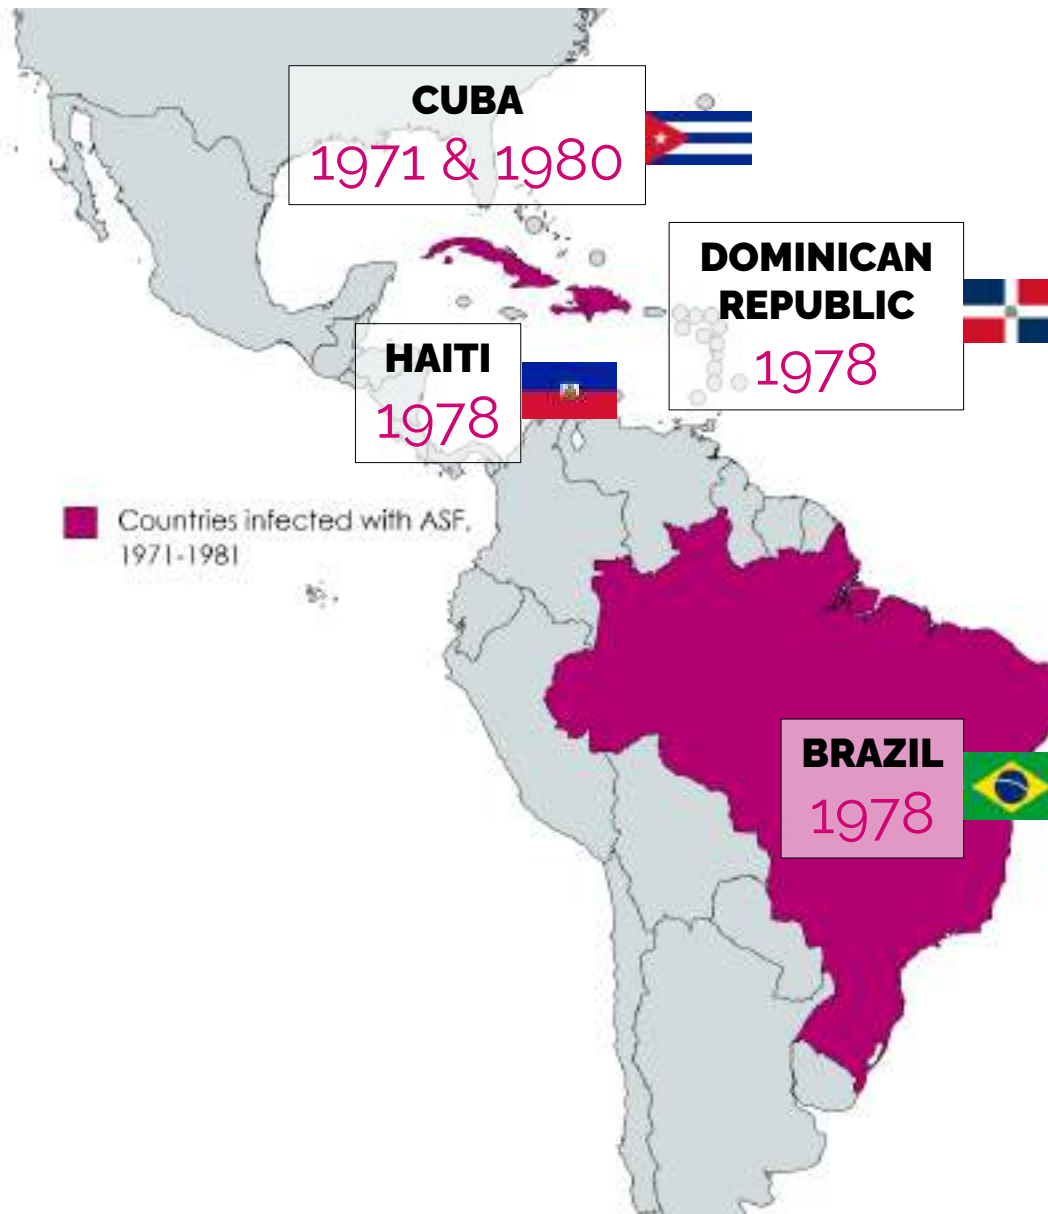 CUBA
1971 & 1980
DOMINICAN
REPUBLIC
1978
HAITI
1978
Countries infected with ASF,
1971-1981
BRAZIL
1978